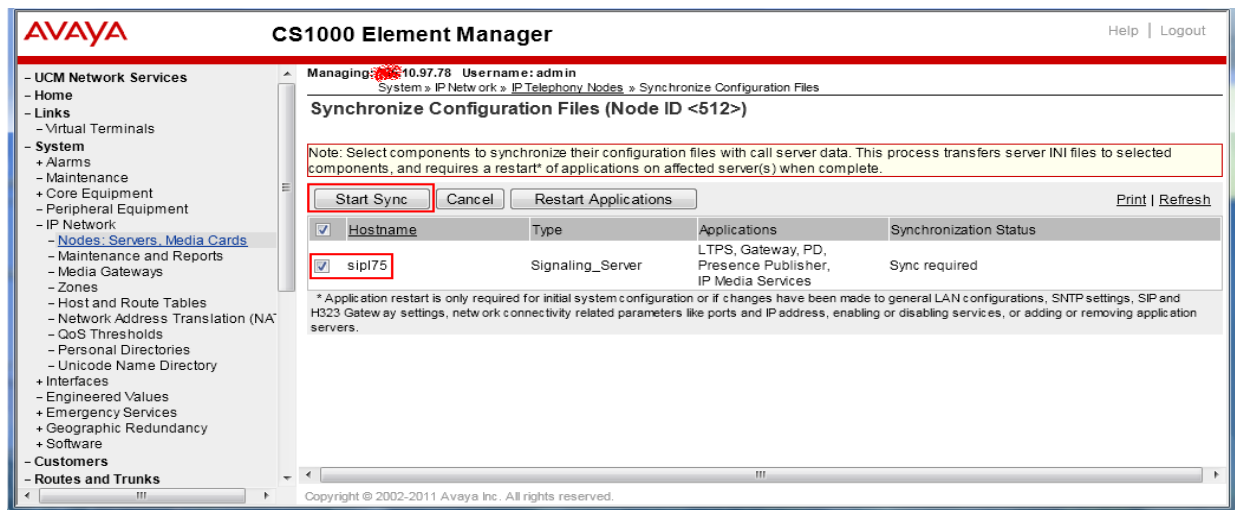 AVAYA
CS1000 Element Manager
Help | Logout
- UCM Network Services
- Home
- Links
- Virtual Terminals
- System
+ Alarms
- Maintenance
+ Core Equipment
- Peripheral Equipment
- IP Network
- Nodes: Servers, Media Cards
- Maintenance and Reports
- Media Gateways
- Zones
- Host and Route Tables
- Network Address Translation (NA
- QoS Thresholds
- Personal Directories
- Unicode Name Directory
+ Interfaces
- Engineered Values
+ Emergency Services
+ Geographic Redundancy
+ Software
- Customers
- Routes and Trunks
Managing: 10.97.78 Username: admin
System » IP Network » IP Telephony Nodes » Synchronize Configuration Files
Synchronize Configuration Files (Node ID <512>)
Note: Select components to synchronize their configuration files with call server data. This process transfers server INI files to selected
components, and requires a restart* of applications on affected server(s) when complete.
Start Sync Cancel Restart Applications Print | Refresh
Hostname Type Applications Synchronization Status
sipl75 Signaling_Server LTPS, Gateway, PD, Sync required
Presence Publisher,
IP Media Services
* Application restart is only required for initial system configuration or if changes have been made to general LAN configurations, SNTP settings, SIP and
H323 Gateway settings, network connectivity related parameters like ports and IP address, enabling or disabling services, or adding or removing application
servers.
Copyright © 2002-2011 Avaya Inc. All rights reserved.